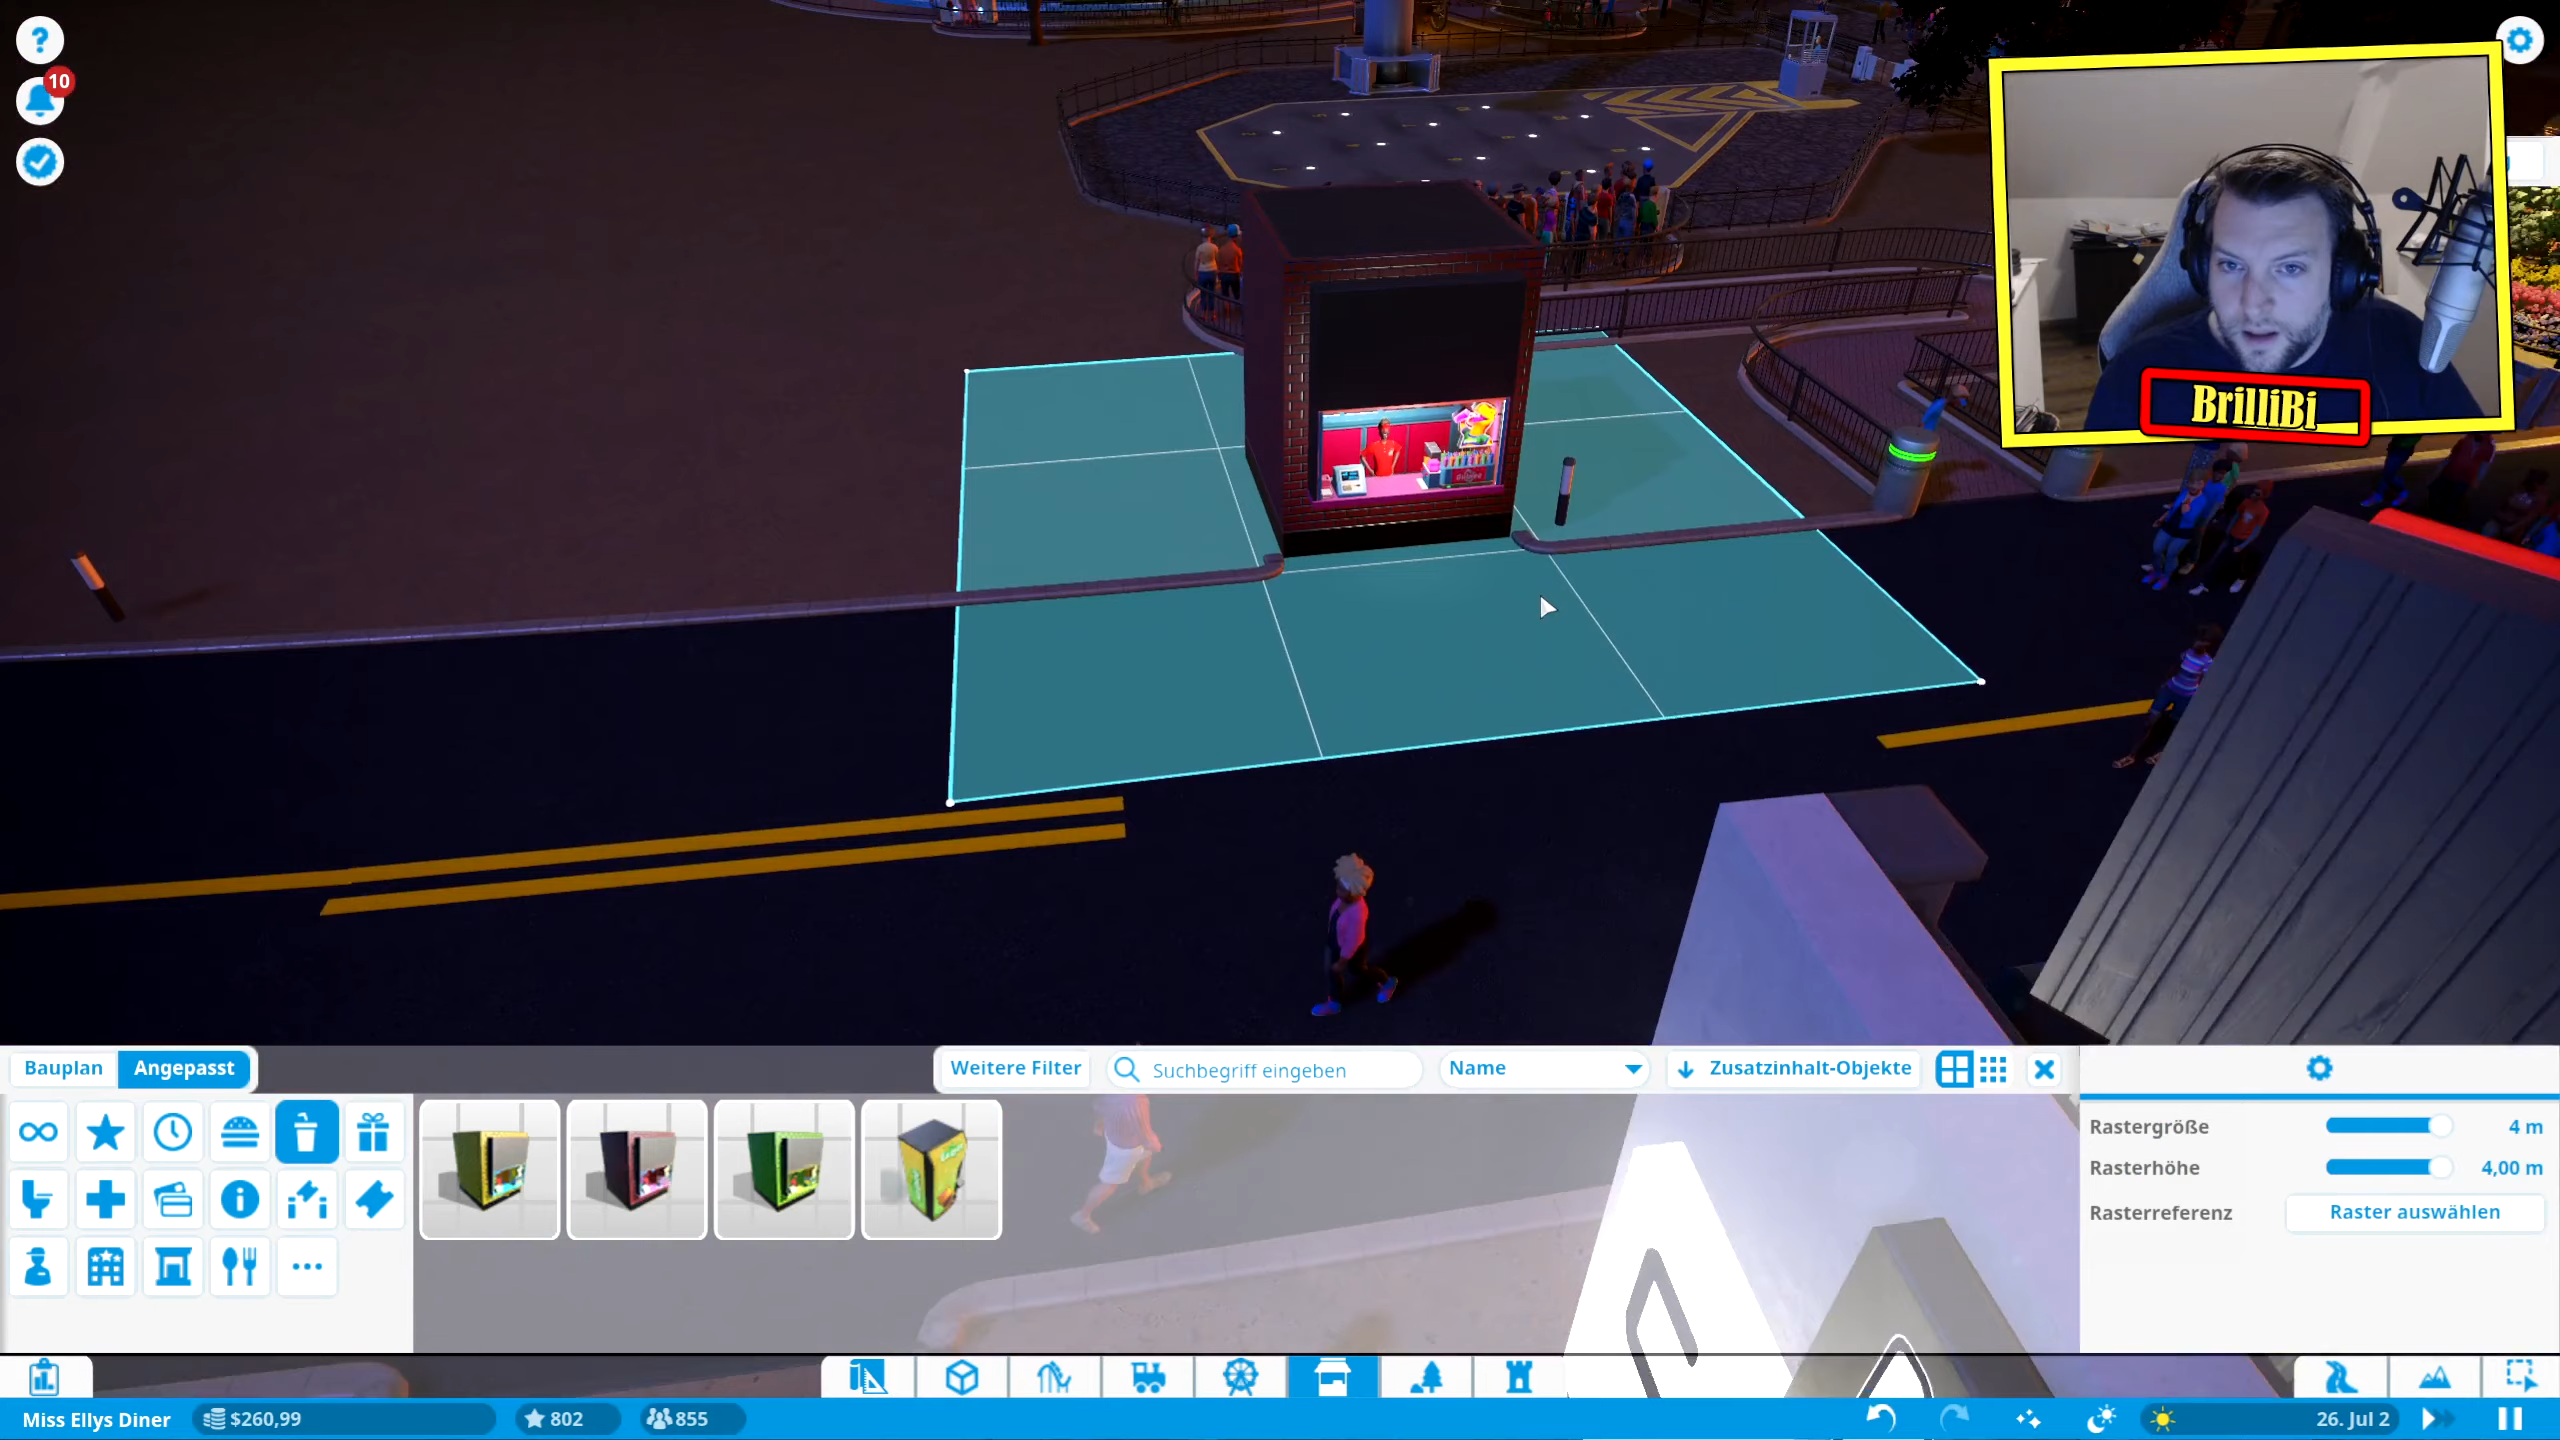 ?
10
BrilliBi
Bauplan
Angepasst
Weitere Filter
Suchbegriff eingeben
Name
Zusatzinhalt-Objekte
Rastergröße
4 m
Rasterhöhe
4,00 m
Rasterreferenz
Raster auswählen
Miss Ellys Diner
$260,99
802
855
26. Jul 2